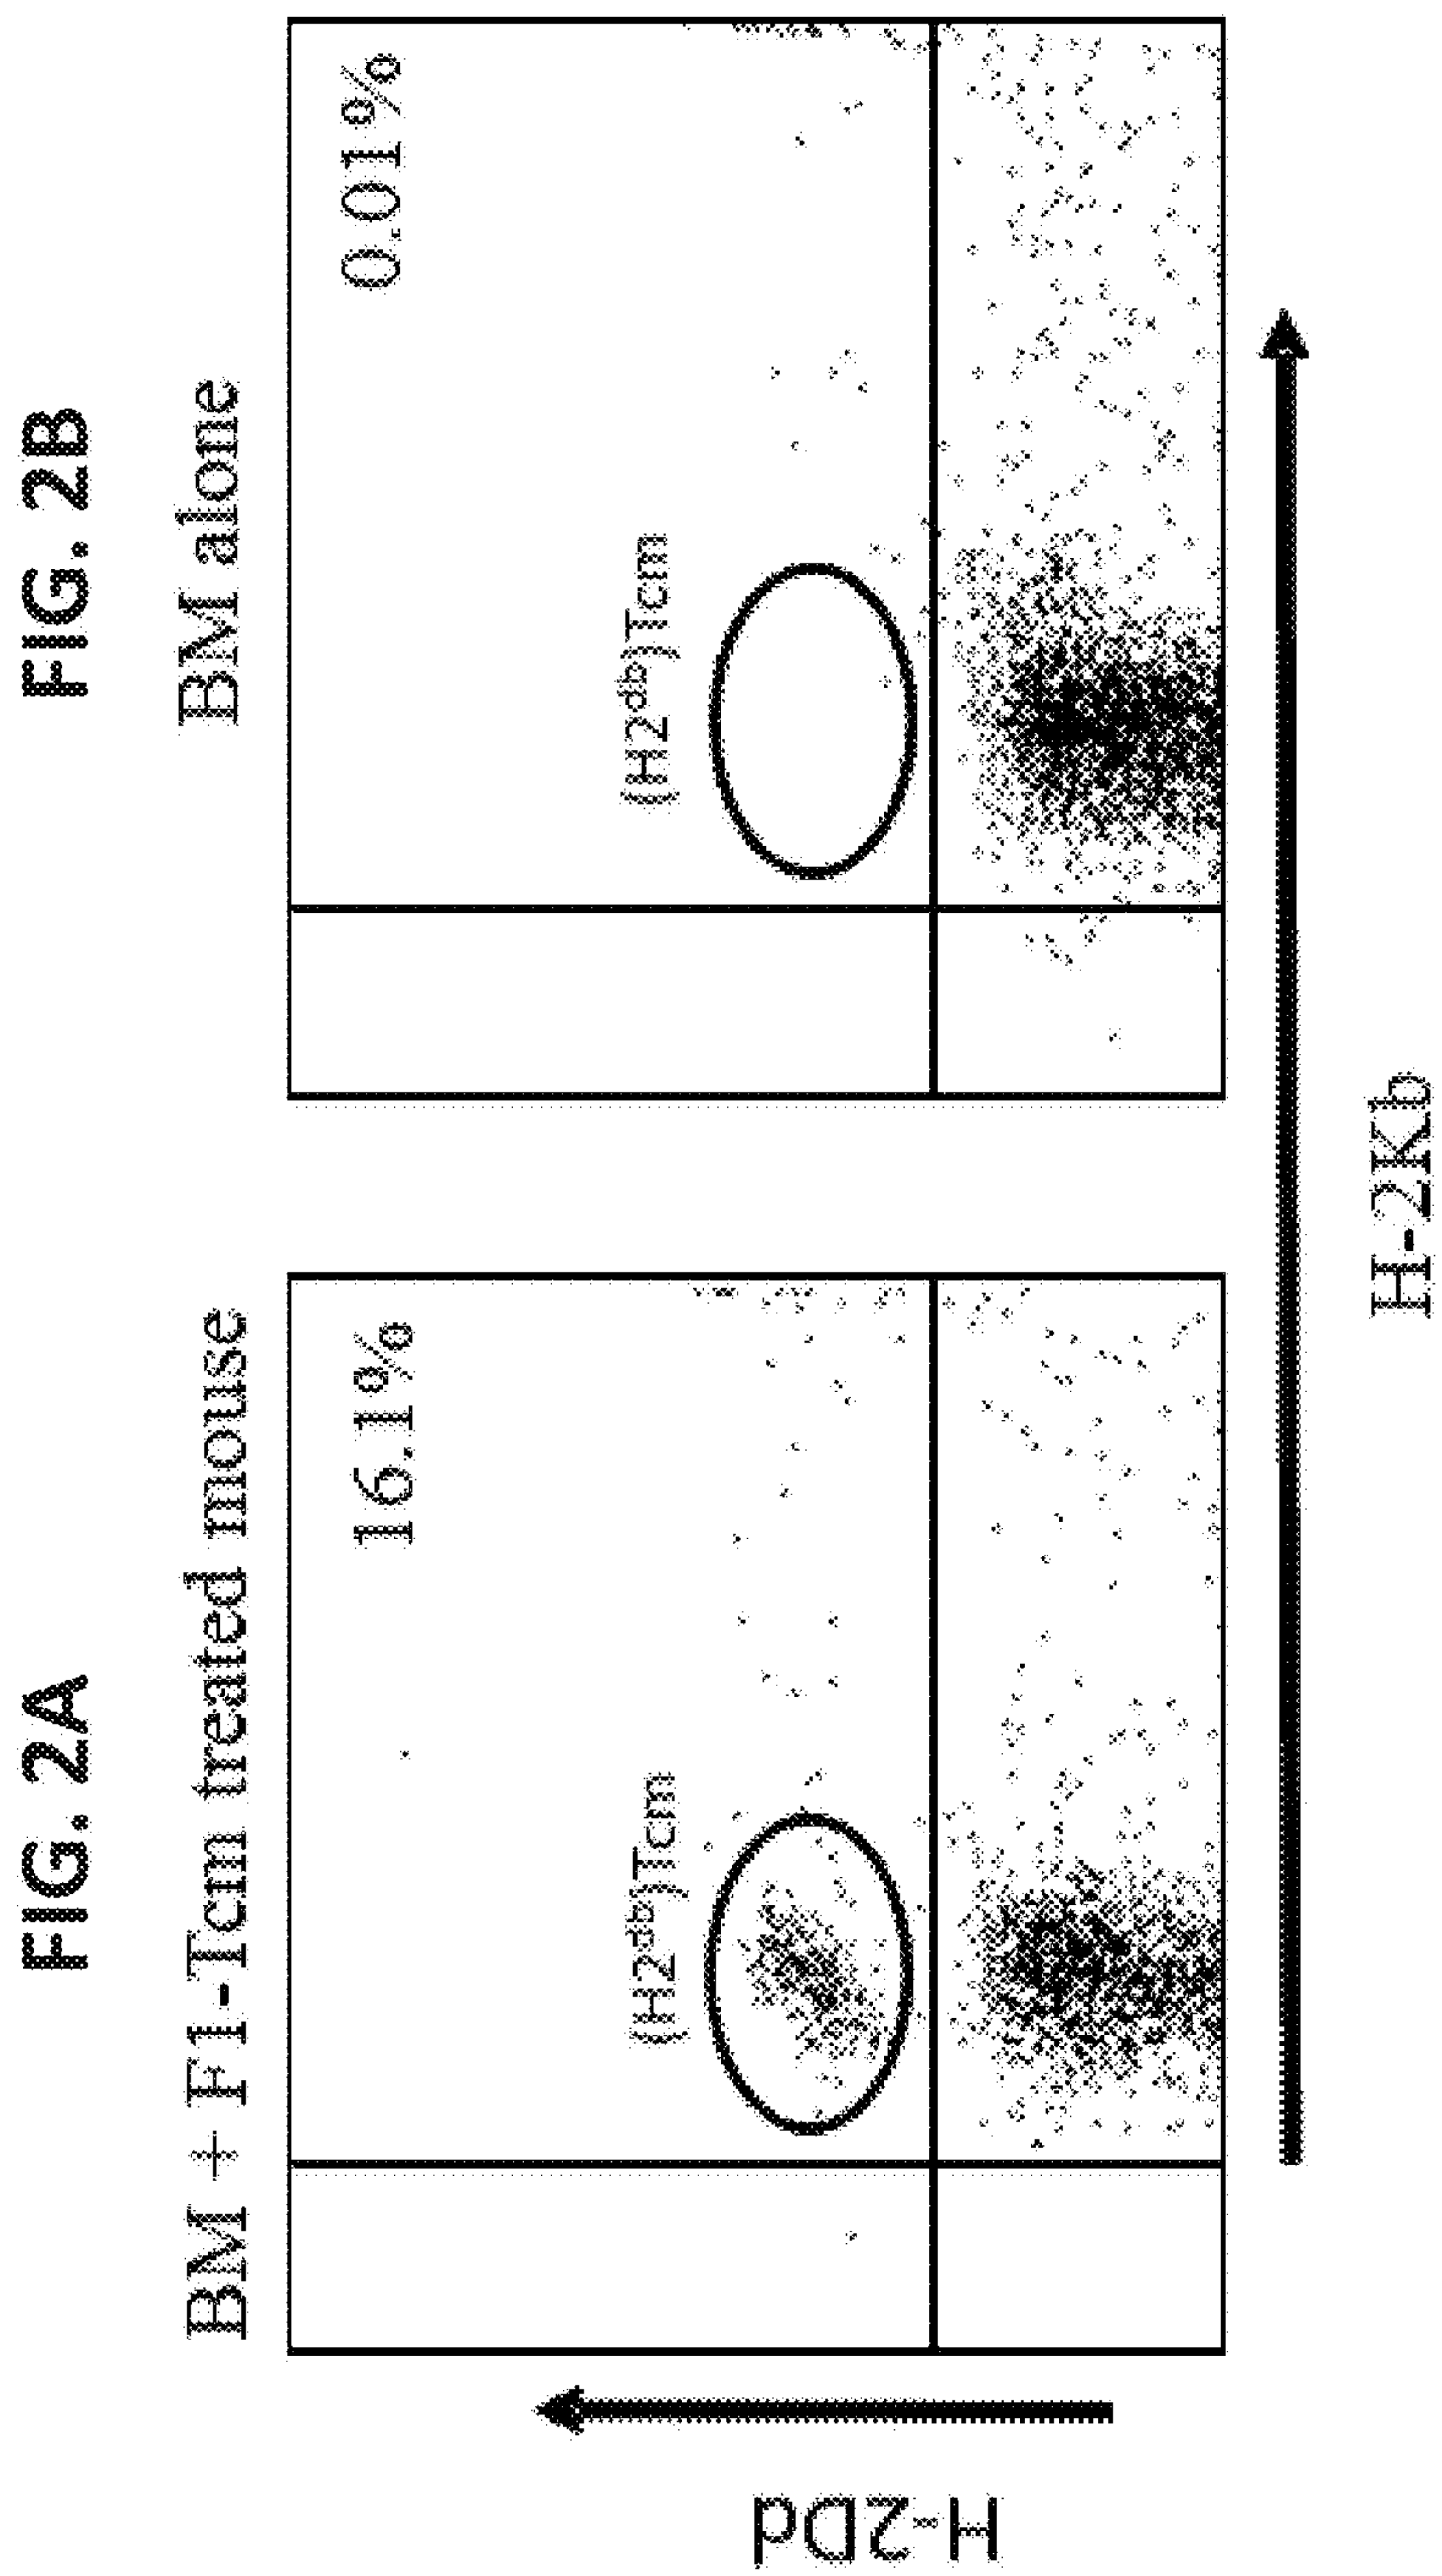 FIG. 2A
BM + F1-Tcm treated mouse
16.1%
(H2ᵈᵇ)Tcm
FIG. 2B
BM alone
0.01%
(H2ᵈᵇ)Tcm
H-2Dd
H-2Kb